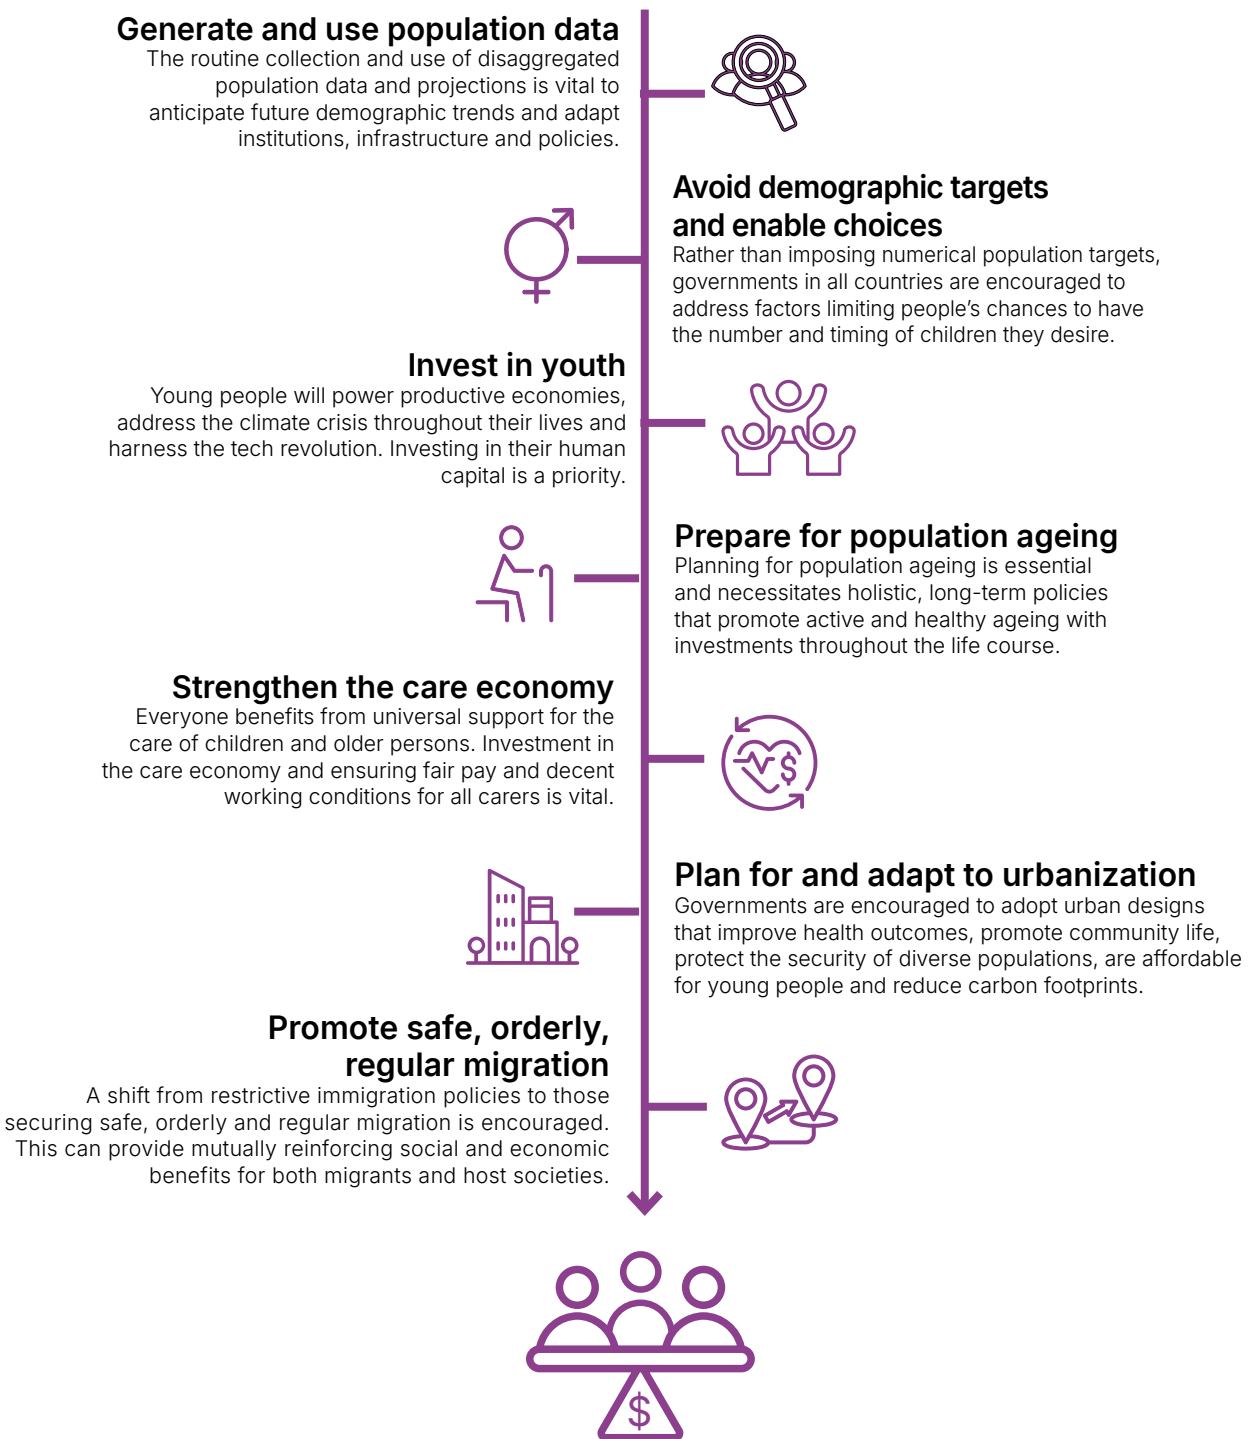 Generate and use population data
The routine collection and use of disaggregated
population data and projections is vital to
anticipate future demographic trends and adapt
institutions, infrastructure and policies.
Avoid demographic targets
and enable choices
Rather than imposing numerical population targets,
governments in all countries are encouraged to
address factors limiting people’s chances to have
the number and timing of children they desire.
Invest in youth
Young people will power productive economies,
address the climate crisis throughout their lives and
harness the tech revolution. Investing in their human
capital is a priority.
Prepare for population ageing
Planning for population ageing is essential
and necessitates holistic, long-term policies
that promote active and healthy ageing with
investments throughout the life course.
Strengthen the care economy
Everyone benefits from universal support for the
care of children and older persons. Investment in
the care economy and ensuring fair pay and decent
working conditions for all carers is vital.
$
Plan for and adapt to urbanization
Governments are encouraged to adopt urban designs
that improve health outcomes, promote community life,
protect the security of diverse populations, are affordable
for young people and reduce carbon footprints.
Promote safe, orderly,
regular migration
A shift from restrictive immigration policies to those
securing safe, orderly and regular migration is encouraged.
This can provide mutually reinforcing social and economic
benefits for both migrants and host societies.
$